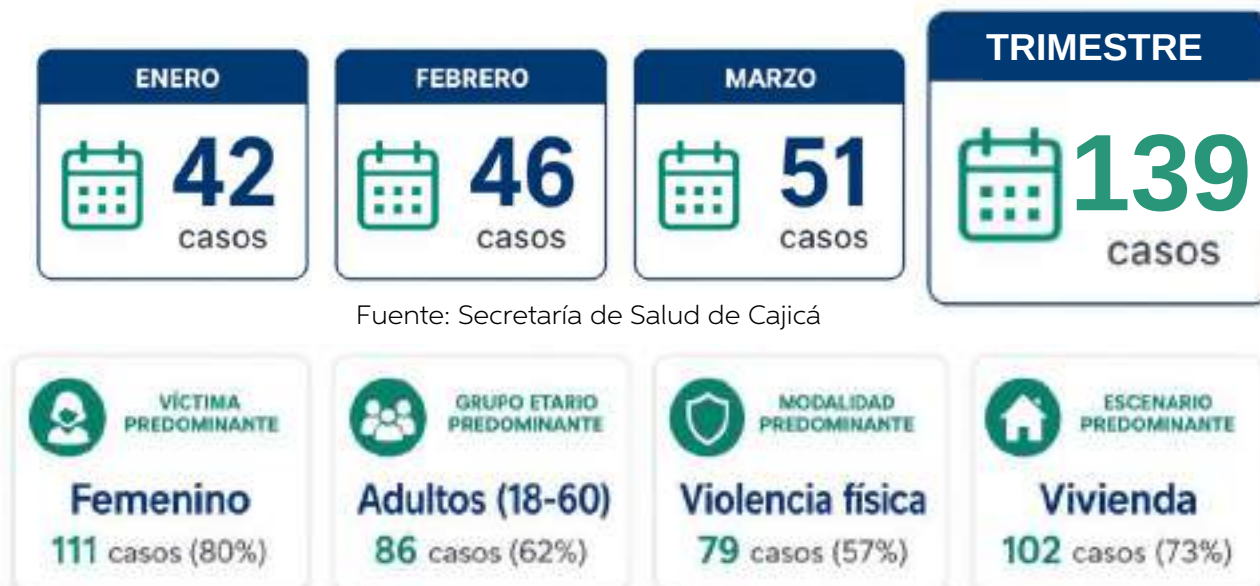 ENERO
42
casos
FEBRERO
46
casos
MARZO
51
casos
TRIMESTRE
139
casos
Fuente: Secretaría de Salud de Cajicá
VÍCTIMA
PREDOMINANTE
Femenino
111 casos (80%)
GRUPO ETARIO
PREDOMINANTE
Adultos (18-60)
86 casos (62%)
MODALIDAD
PREDOMINANTE
Violencia física
79 casos (57%)
ESCENARIO
PREDOMINANTE
Vivienda
102 casos (73%)